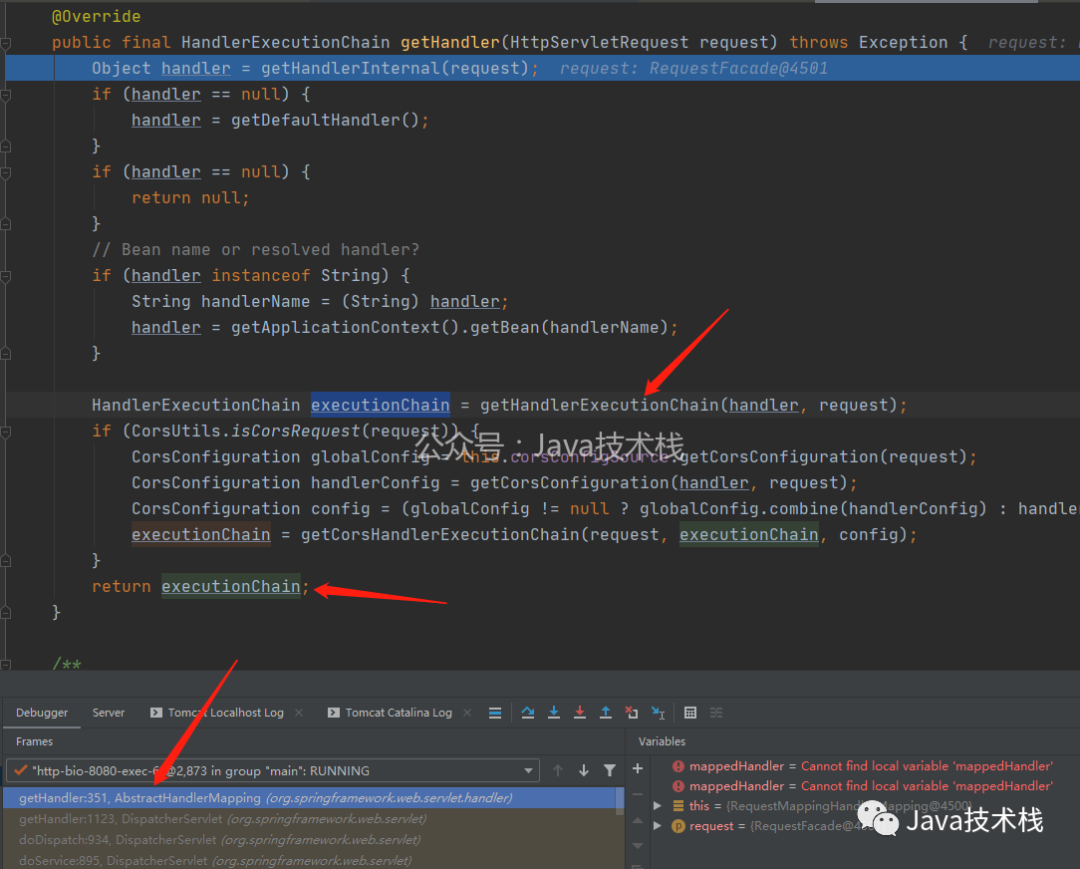 @Override
public final HandlerExecutionChain getHandler(HttpServletRequest request) throws Exception {  request:
Object handler = getHandlerInternal(request);  request: RequestFacade@4501
if (handler == null) {
handler = getDefaultHandler();
}
if (handler == null) {
return null;
}
// Bean name or resolved handler?
if (handler instanceof String) {
String handlerName = (String) handler;
handler = getApplicationContext().getBean(handlerName);
}
HandlerExecutionChain executionChain = getHandlerExecutionChain(handler, request);
if (CorsUtils.isCorsRequest(request)) {
公众号：Java技术栈
CorsConfiguration globalConfig = this.corsConfigSource.getCorsConfiguration(request);
CorsConfiguration handlerConfig = getCorsConfiguration(handler, request);
CorsConfiguration config = (globalConfig != null ? globalConfig.combine(handlerConfig) : handler
executionChain = getCorsHandlerExecutionChain(request, executionChain, config);
}
return executionChain;
}
/**
Debugger Server Tomcat Localhost Log Tomcat Catalina Log
Frames Variables
"http-bio-8080-exec-6"@2,873 in group "main": RUNNING
mappedHandler = Cannot find local variable 'mappedHandler'
mappedHandler = Cannot find local variable 'mappedHandler'
getHandler:351, AbstractHandlerMapping (org.springframework.web.servlet.handler)
this = {RequestMappingHandlerMapping@4500}
getHandler:1123, DispatcherServlet (org.springframework.web.servlet)
request = {RequestFacade@
Java技术栈
doDispatch:934, DispatcherServlet (org.springframework.web.servlet)
doService:895, DispatcherServlet (org.springframework.web.servlet)